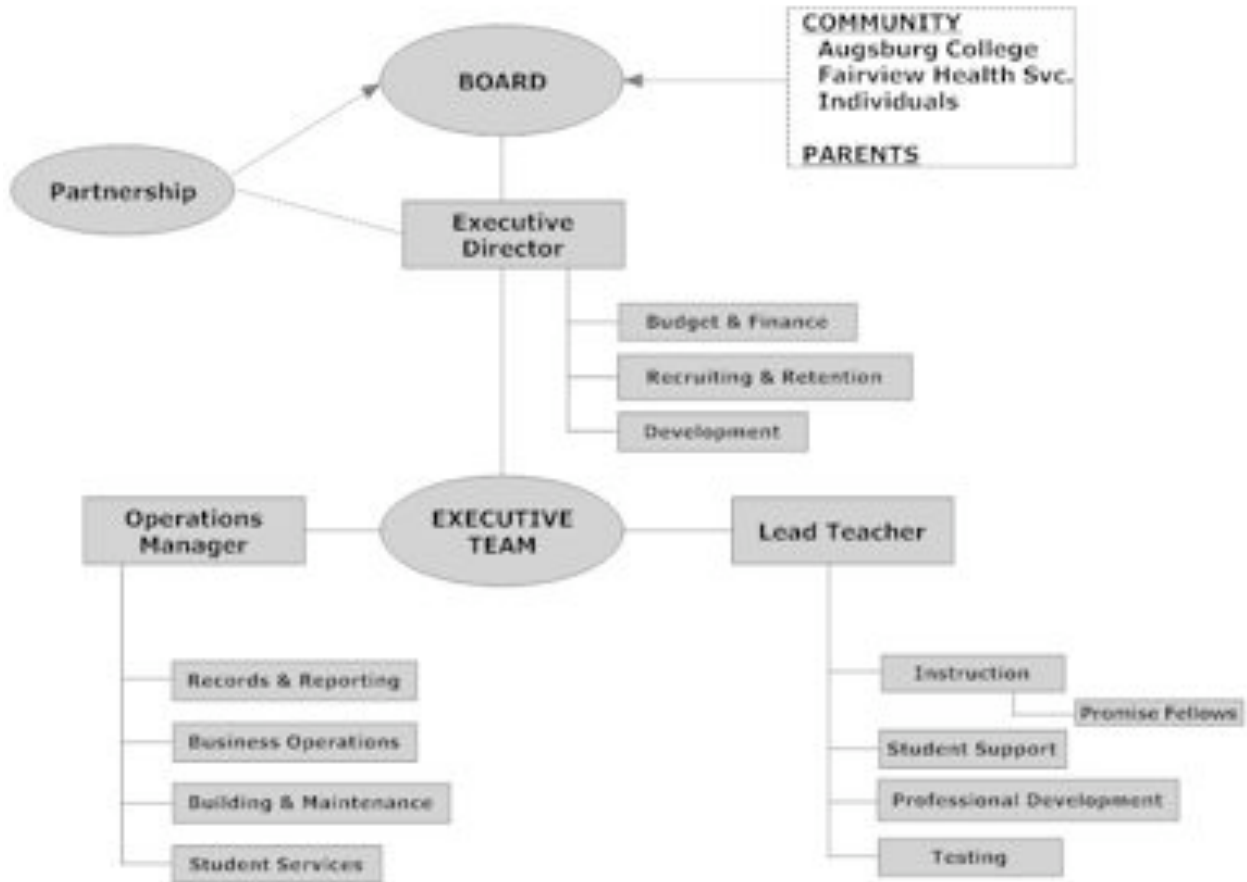 COMMUNITY
Augsburg College
Fairview Health Svc.
Individuals
PARENTS
BOARD
Partnership
Executive
Director
Budget & Finance
Recruiting & Retention
Development
Operations
Manager
EXECUTIVE
TEAM
Lead Teacher
Records & Reporting
Business Operations
Building & Maintenance
Student Services
Instruction
Promise Fellows
Student Support
Professional Development
Testing